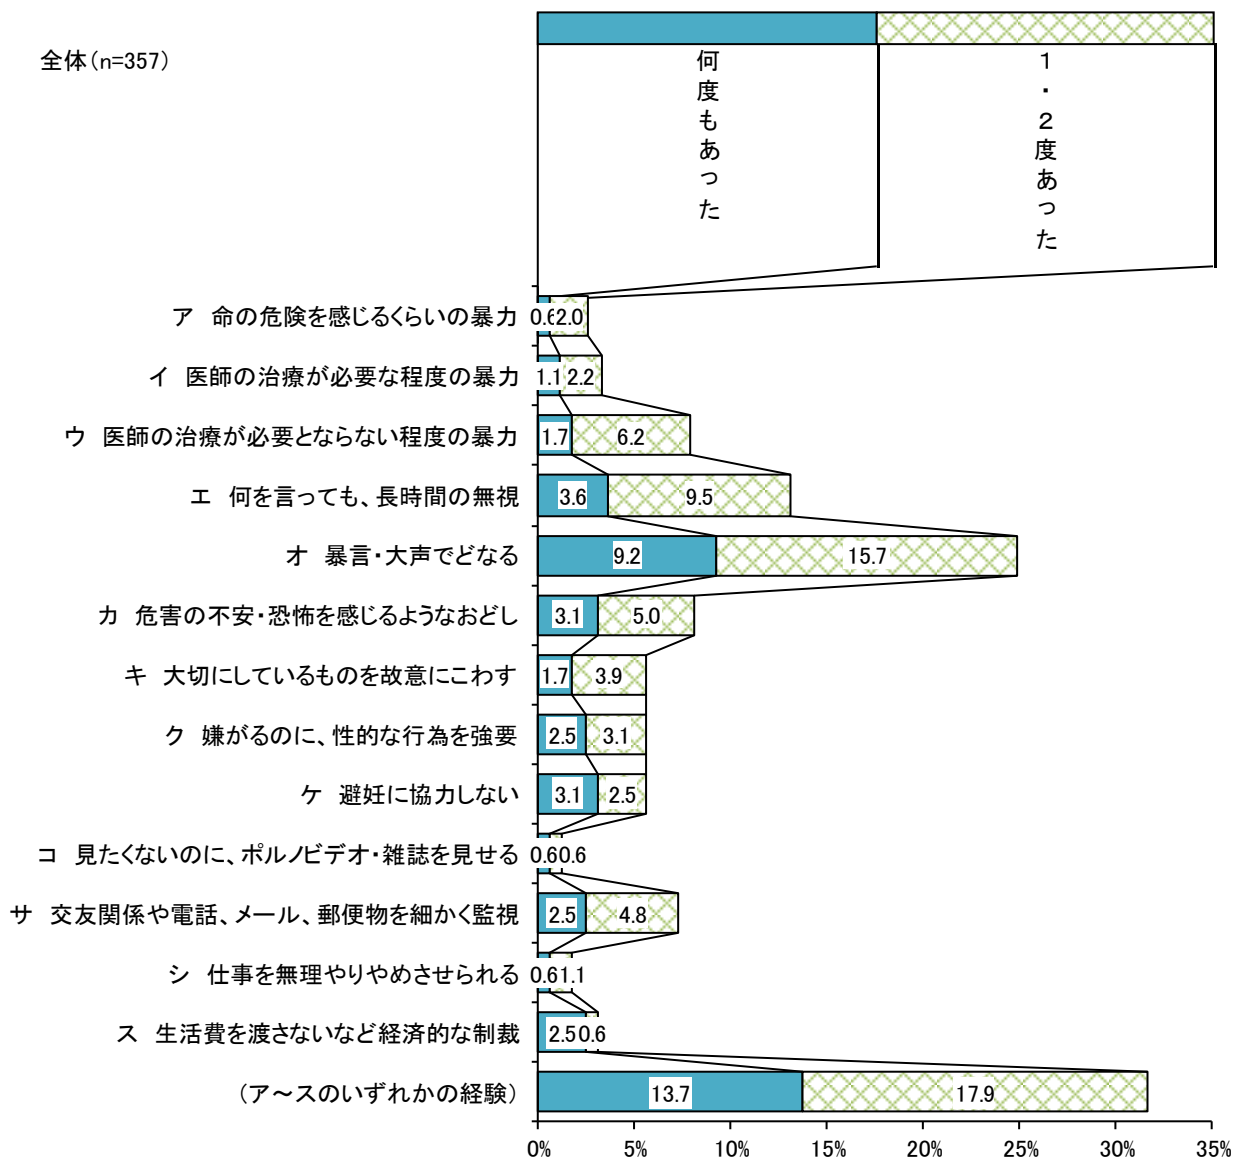 全体(n=357)
何度もあった
1・2度あった
ア 命の危険を感じるくらいの暴力 0.6 2.0
イ 医師の治療が必要な程度の暴力 1.1 2.2
ウ 医師の治療が必要とならない程度の暴力 1.7 6.2
エ 何を言っても、長時間の無視 3.6 9.5
オ 暴言・大声でどなる 9.2 15.7
カ 危害の不安・恐怖を感じるようなおどし 3.1 5.0
キ 大切にしているものを故意にこわす 1.7 3.9
ク 嫌がるのに、性的な行為を強要 2.5 3.1
ケ 避妊に協力しない 3.1 2.5
コ 見たくないのに、ポルノビデオ・雑誌を見せる 0.6 0.6
サ 交友関係や電話、メール、郵便物を細かく監視 2.5 4.8
シ 仕事を無理やりやめさせられる 0.6 1.1
ス 生活費を渡さないなど経済的な制裁 2.5 0.6
(ア~スのいずれかの経験) 13.7 17.9
0% 5% 10% 15% 20% 25% 30% 35%